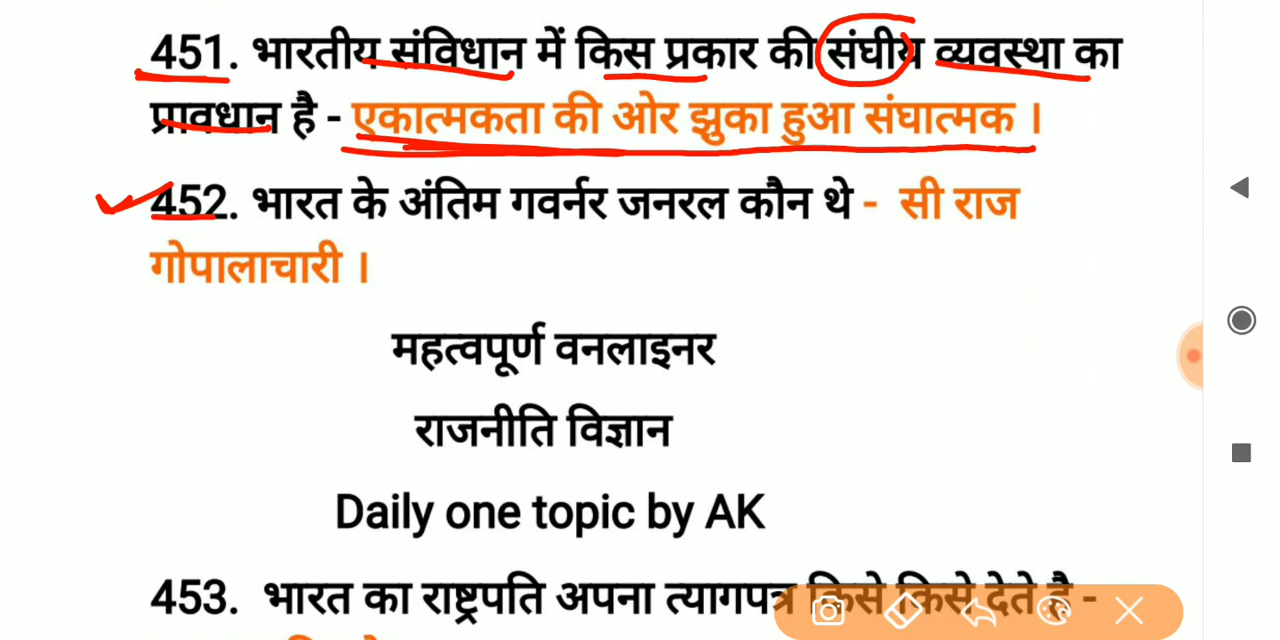 451. भारतीय संविधान में किस प्रकार की संघीय व्यवस्था का
प्रावधान है - एकात्मकता की ओर झुका हुआ संघात्मक ।
452. भारत के अंतिम गवर्नर जनरल कौन थे - सी राज
गोपालाचारी ।
महत्वपूर्ण वनलाइनर
राजनीति विज्ञान
Daily one topic by AK
453. भारत का राष्ट्रपति अपना त्यागपत्र किसे किसे देते है -